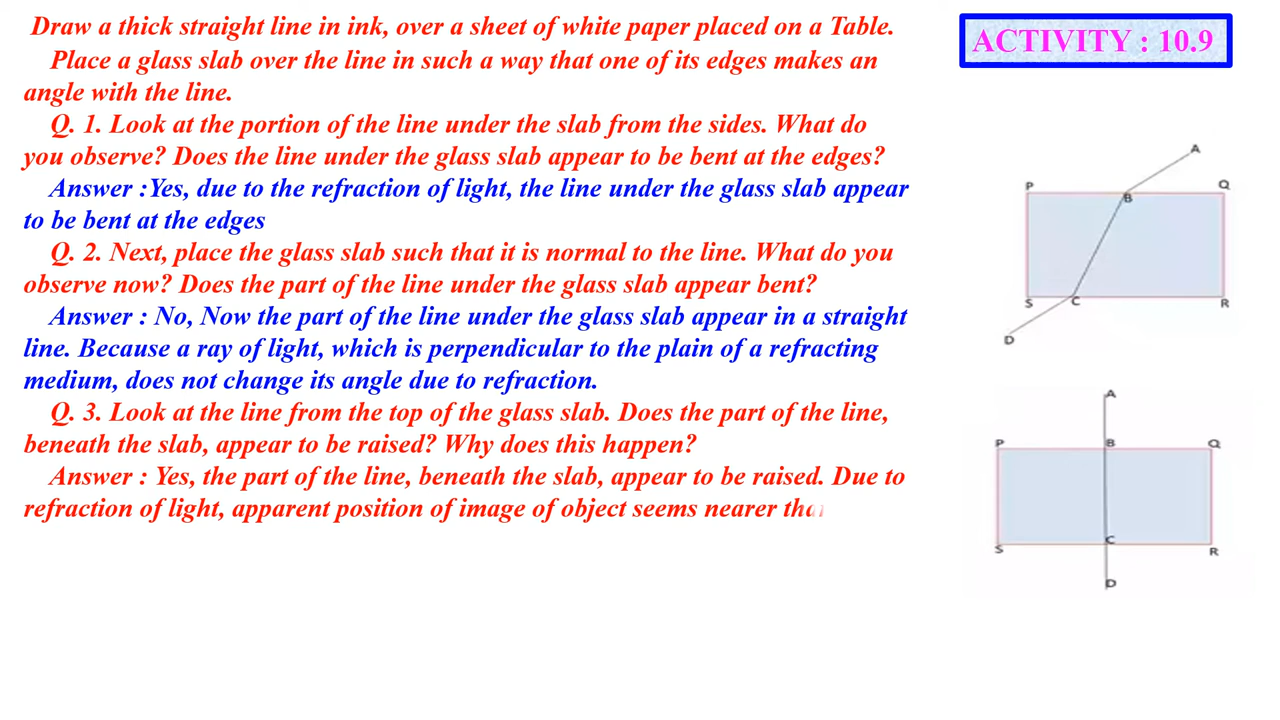 Draw a thick straight line in ink, over a sheet of white paper placed on a Table.
Place a glass slab over the line in such a way that one of its edges makes an
angle with the line.
Q. 1. Look at the portion of the line under the slab from the sides. What do
you observe? Does the line under the glass slab appear to be bent at the edges?
Answer :Yes, due to the refraction of light, the line under the glass slab appear
to be bent at the edges
Q. 2. Next, place the glass slab such that it is normal to the line. What do you
observe now? Does the part of the line under the glass slab appear bent?
Answer : No, Now the part of the line under the glass slab appear in a straight
line. Because a ray of light, which is perpendicular to the plain of a refracting
medium, does not change its angle due to refraction.
Q. 3. Look at the line from the top of the glass slab. Does the part of the line,
beneath the slab, appear to be raised? Why does this happen?
Answer : Yes, the part of the line, beneath the slab, appear to be raised. Due to
refraction of light, apparent position of image of object seems nearer
ACTIVITY : 10.9
A
P Q
B
S C R
D
A
P B Q
C
S R
D